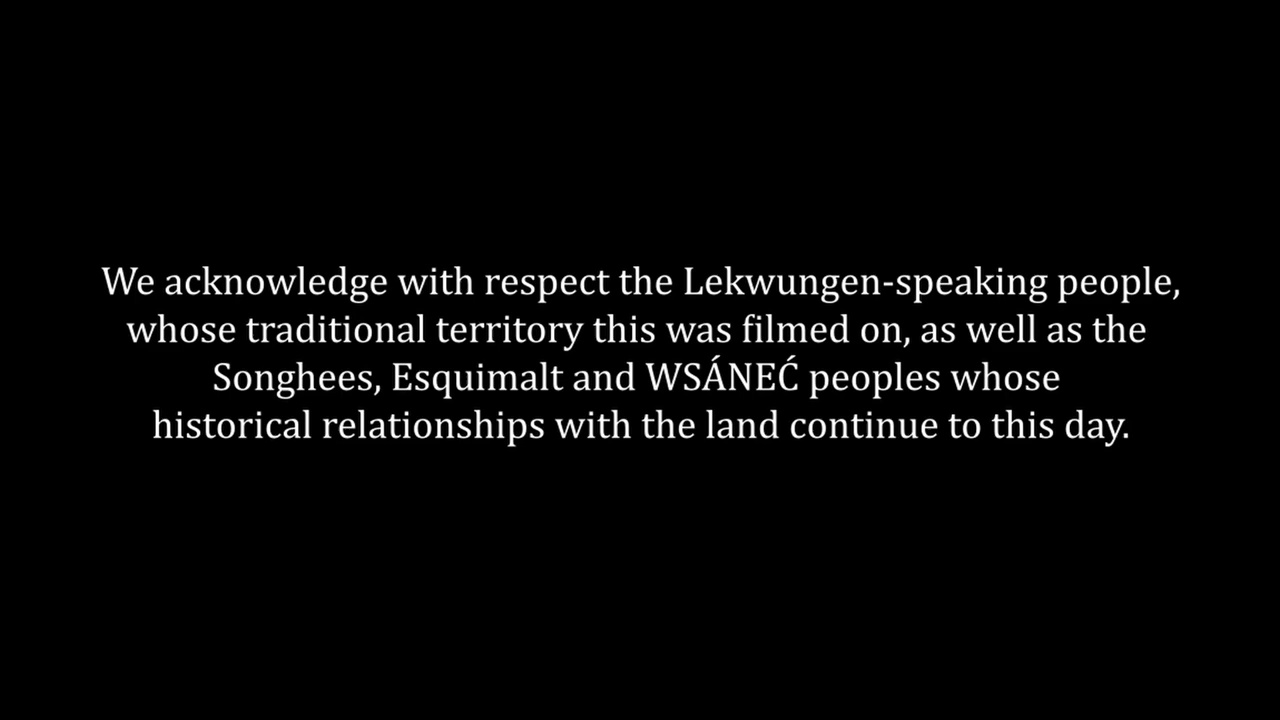 We acknowledge with respect the Lekwungen-speaking people,
whose traditional territory this was filmed on, as well as the
Songhees, Esquimalt and WSÁNEĆ peoples whose
historical relationships with the land continue to this day.